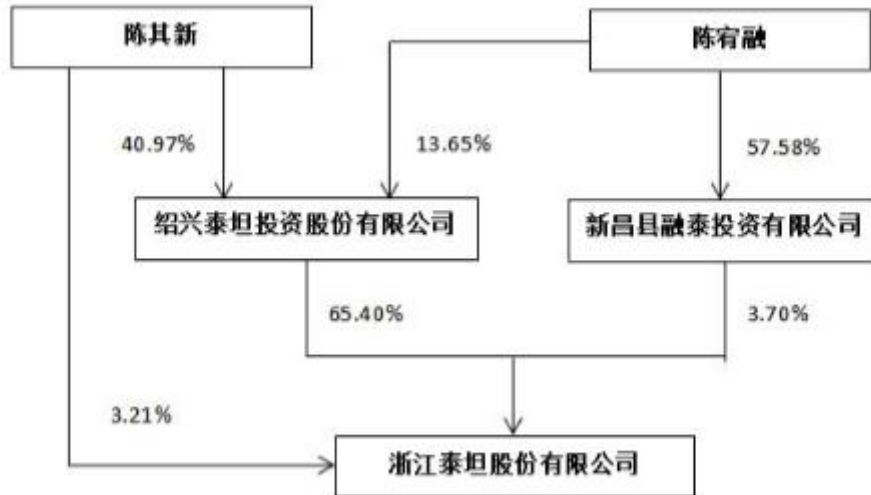 陈其新
陈宥融
40.97%
13.65%
57.58%
绍兴泰坦投资股份有限公司
新昌县融泰投资有限公司
65.40%
3.70%
3.21%
浙江泰坦股份有限公司